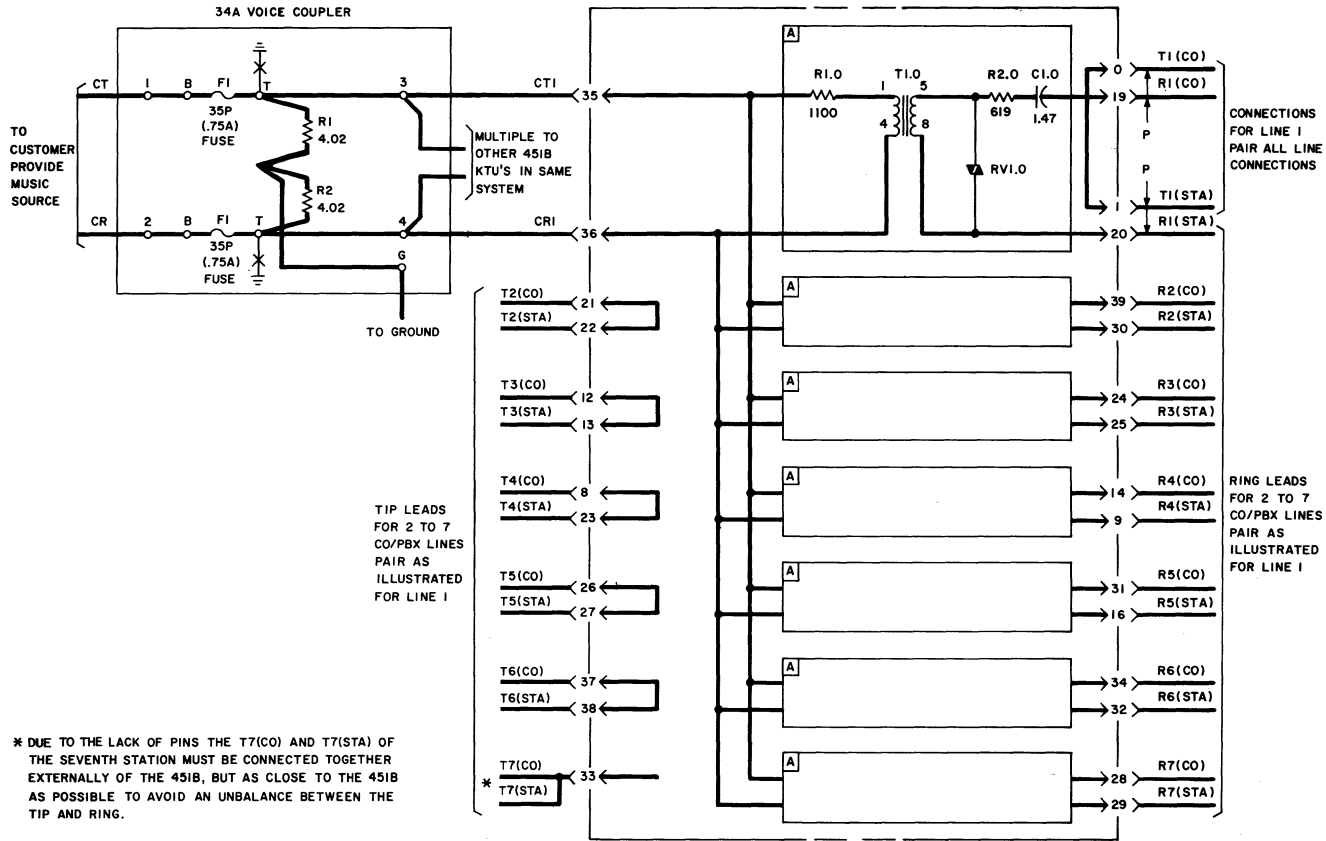 34A VOICE COUPLER
CT
1
B
F1
T
3
CT1
35
35P
(.75A)
FUSE
R1
4.02
TO
CUSTOMER
PROVIDE
MUSIC
SOURCE
MULTIPLE TO
OTHER 451B
KTU'S IN SAME
SYSTEM
R2
4.02
CR
2
B
F1
T
4
CR1
36
35P
(.75A)
FUSE
G
TO GROUND
A
R1.0
1100
1
T1.0
5
4
8
R2.0
619
C1.0
1.47
RV1.0
0
T1(CO)
19
R1(CO)
P
P
1
T1(STA)
20
R1(STA)
CONNECTIONS
FOR LINE 1
PAIR ALL LINE
CONNECTIONS
T2(CO)
21
T2(STA)
22
A
39
R2(CO)
30
R2(STA)
T3(CO)
12
T3(STA)
13
A
24
R3(CO)
25
R3(STA)
T4(CO)
8
T4(STA)
23
A
14
R4(CO)
9
R4(STA)
TIP LEADS
FOR 2 TO 7
CO/PBX LINES
PAIR AS
ILLUSTRATED
FOR LINE 1
RING LEADS
FOR 2 TO 7
CO/PBX LINES
PAIR AS
ILLUSTRATED
FOR LINE 1
T5(CO)
26
T5(STA)
27
A
31
R5(CO)
16
R5(STA)
T6(CO)
37
T6(STA)
38
A
34
R6(CO)
32
R6(STA)
T7(CO)
33
* T7(STA)
A
28
R7(CO)
29
R7(STA)
* DUE TO THE LACK OF PINS THE T7(CO) AND T7(STA) OF
THE SEVENTH STATION MUST BE CONNECTED TOGETHER
EXTERNALLY OF THE 451B, BUT AS CLOSE TO THE 451B
AS POSSIBLE TO AVOID AN UNBALANCE BETWEEN THE
TIP AND RING.